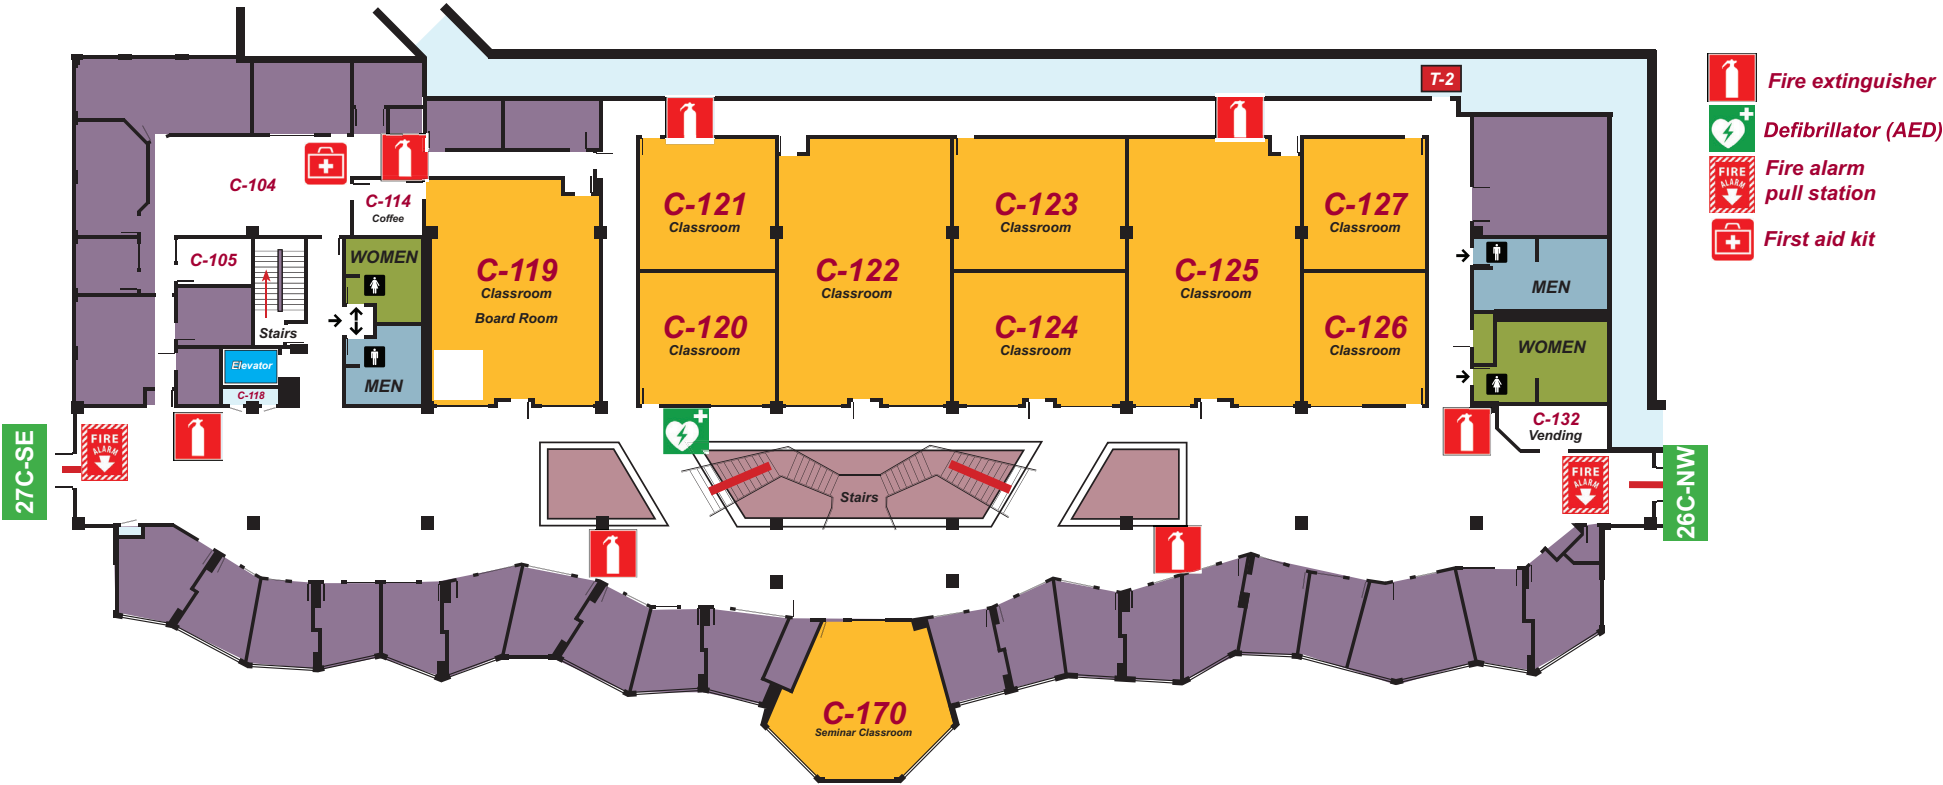 T-2
Fire extinguisher
Defibrillator (AED)
FIRE
ALARM
Fire alarm
pull station
First aid kit
C-104
C-114
Coffee
C-105
Stairs
WOMEN
MEN
Elevator
C-118
C-119
Classroom
Board Room
C-121
Classroom
C-120
Classroom
C-122
Classroom
C-123
Classroom
C-124
Classroom
C-125
Classroom
C-127
Classroom
C-126
Classroom
MEN
WOMEN
C-132
Vending
27C-SE
FIRE
ALARM
Stairs
FIRE
ALARM
26C-NW
C-170
Seminar Classroom